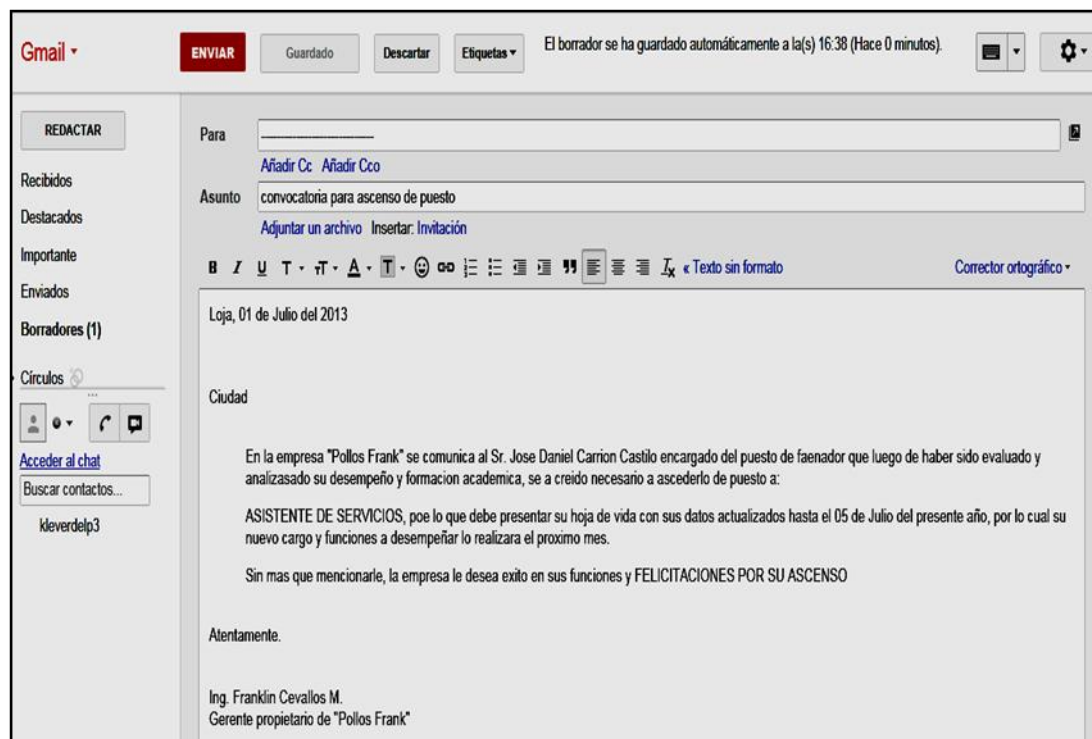 Gmail
ENVIAR Guardado Descartar Etiquetas El borrador se ha guardado automáticamente a la(s) 16:38 (Hace 0 minutos).
REDACTAR
Recibidos
Destacados
Importante
Enviados
Borradores (1)
Círculos
Acceder al chat
Buscar contactos...
kleverdelp3
Para
Añadir Cc Añadir Cco
Asunto convocatoria para ascenso de puesto
Adjuntar un archivo Insertar: Invitación
B I U T T A T « Texto sin formato Corrector ortográfico
Loja, 01 de Julio del 2013
Ciudad
En la empresa "Pollos Frank" se comunica al Sr. Jose Daniel Carrion Castilo encargado del puesto de faenador que luego de haber sido evaluado y
analizasado su desempeño y formacion academica, se a creido necesario a ascederlo de puesto a:
ASISTENTE DE SERVICIOS, poe lo que debe presentar su hoja de vida con sus datos actualizados hasta el 05 de Julio del presente año, por lo cual su
nuevo cargo y funciones a desempeñar lo realizara el proximo mes.
Sin mas que mencionarle, la empresa le desea exito en sus funciones y FELICITACIONES POR SU ASCENSO
Atentamente.
Ing. Franklin Cevallos M.
Gerente propietario de "Pollos Frank"